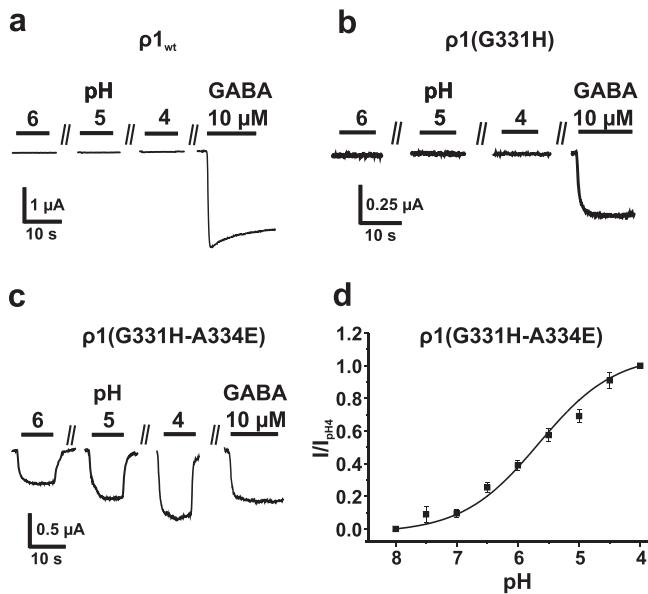 a
ρ1wt
pH
GABA
6 // 5 // 4 // 10 µM
1 µA
10 s
b
ρ1(G331H)
pH
GABA
6 // 5 // 4 // 10 µM
0.25 µA
10 s
c
ρ1(G331H-A334E)
pH
GABA
6 // 5 // 4 // 10 µM
0.5 µA
10 s
d
ρ1(G331H-A334E)
I/IpH4
1.2
1.0
0.8
0.6
0.4
0.2
0.0
8 7 6 5 4
pH